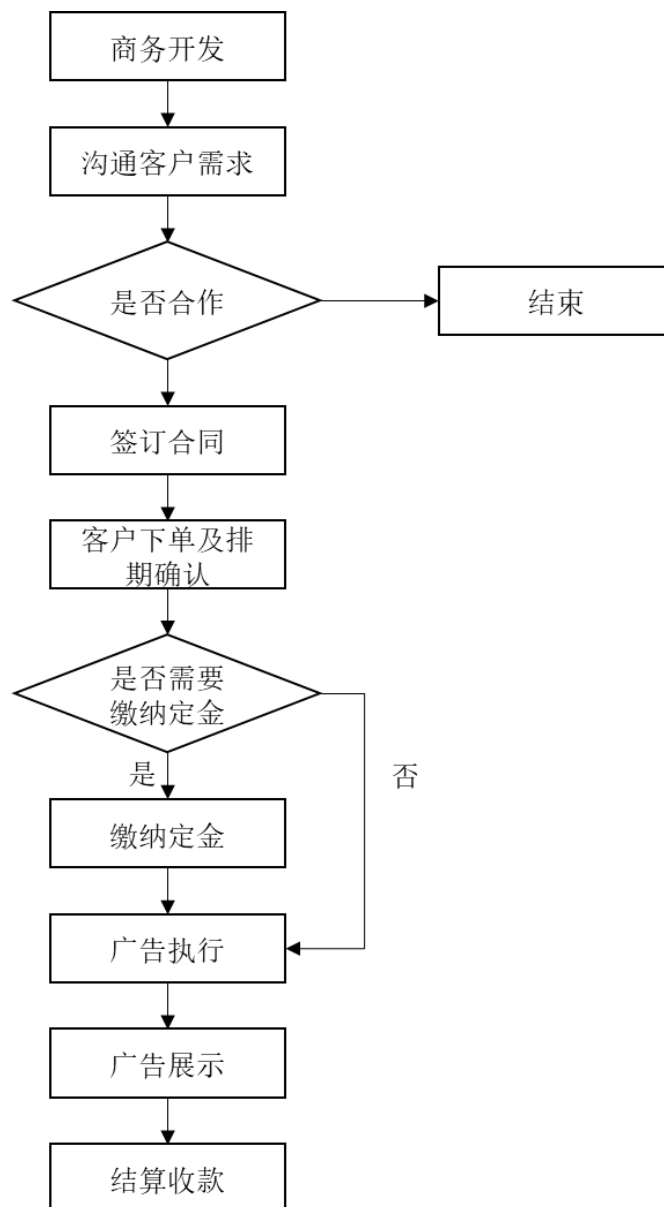 商务开发
沟通客户需求
是否合作
结束
签订合同
客户下单及排
期确认
是否需要
缴纳定金
是
否
缴纳定金
广告执行
广告展示
结算收款